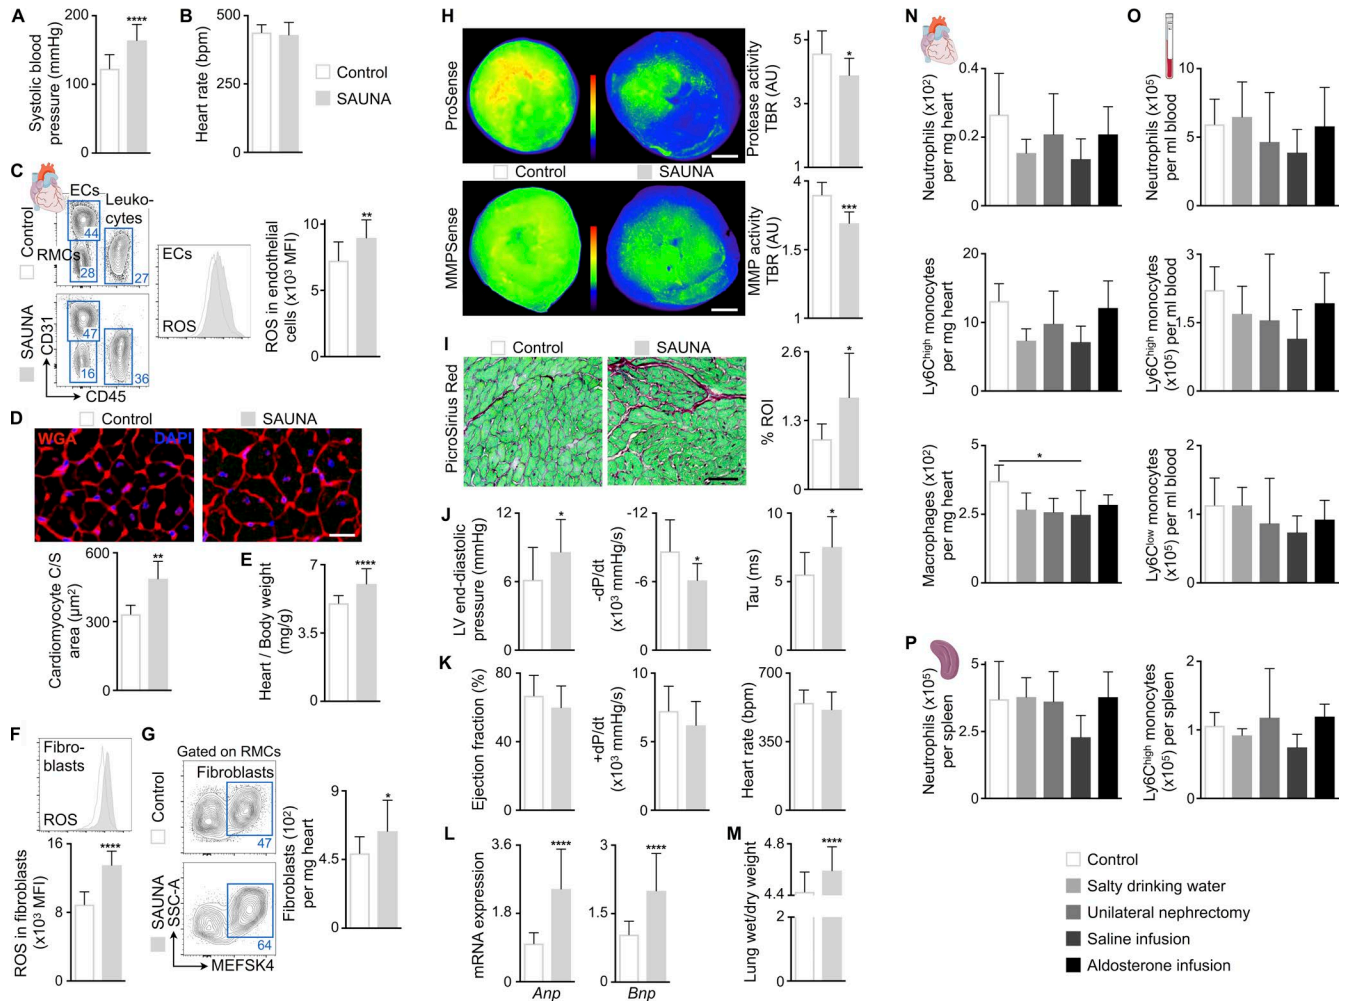 A
Systolic blood
pressure (mmHg)
200
100
0
****
B
Heart rate (bpm)
500
250
0
Control
SAUNA
C
Control
SAUNA
ECs
Leuko-
cytes
44
RMCs
28
27
47
16
36
CD31
CD45
ECs
ROS
ROS in endothelial
cells (x10³ MFI)
10
5
0
**
D
Control
SAUNA
WGA
DAPI
Cardiomyocyte C/S
area (µm²)
600
300
0
**
E
Heart / Body weight
(mg/g)
7
3.5
0
****
F
Fibro-
blasts
ROS
ROS in fibroblasts
(x10³ MFI)
16
8
0
****
G
Gated on RMCs
Control
SAUNA
Fibroblasts
47
64
SSC-A
MEFSK4
Fibroblasts (10²)
per mg heart
9
4.5
0
*
H
ProSense
Protease activity
TBR (AU)
5
3
1
*
Control
SAUNA
MMPSense
MMP activity
TBR (AU)
4
1.5
1
***
I
Control
SAUNA
PicroSirius Red
% ROI
2.6
1.3
0
*
J
LV end-diastolic
pressure (mmHg)
12
6
0
*
-dP/dt
(x10³ mmHg/s)
-12
-6
0
*
Tau (ms)
10
5
0
*
K
Ejection fraction (%)
80
40
0
+dP/dt
(x10³ mmHg/s)
10
5
0
Heart rate (bpm)
700
350
0
L
mRNA expression
3.6
1.8
0
****
Anp
3
1.5
0
****
Bnp
M
Lung wet/dry weight
4.8
4.4
2
0
****
N
Neutrophils (x10²)
per mg heart
0.4
0.2
0
Ly6Chigh monocytes
per mg heart
20
10
0
Macrophages (x10²)
per mg heart
5
2.5
0
*
O
Neutrophils (x10⁵)
per ml blood
10
5
0
Ly6Chigh monocytes
(x10⁵) per ml blood
3
1.5
0
Ly6Clow monocytes
(x10⁵) per ml blood
2
1
0
P
Neutrophils (x10⁵)
per spleen
5
2.5
0
Ly6Chigh monocytes
(x10⁵) per spleen
2
1
0
Control
Salty drinking water
Unilateral nephrectomy
Saline infusion
Aldosterone infusion